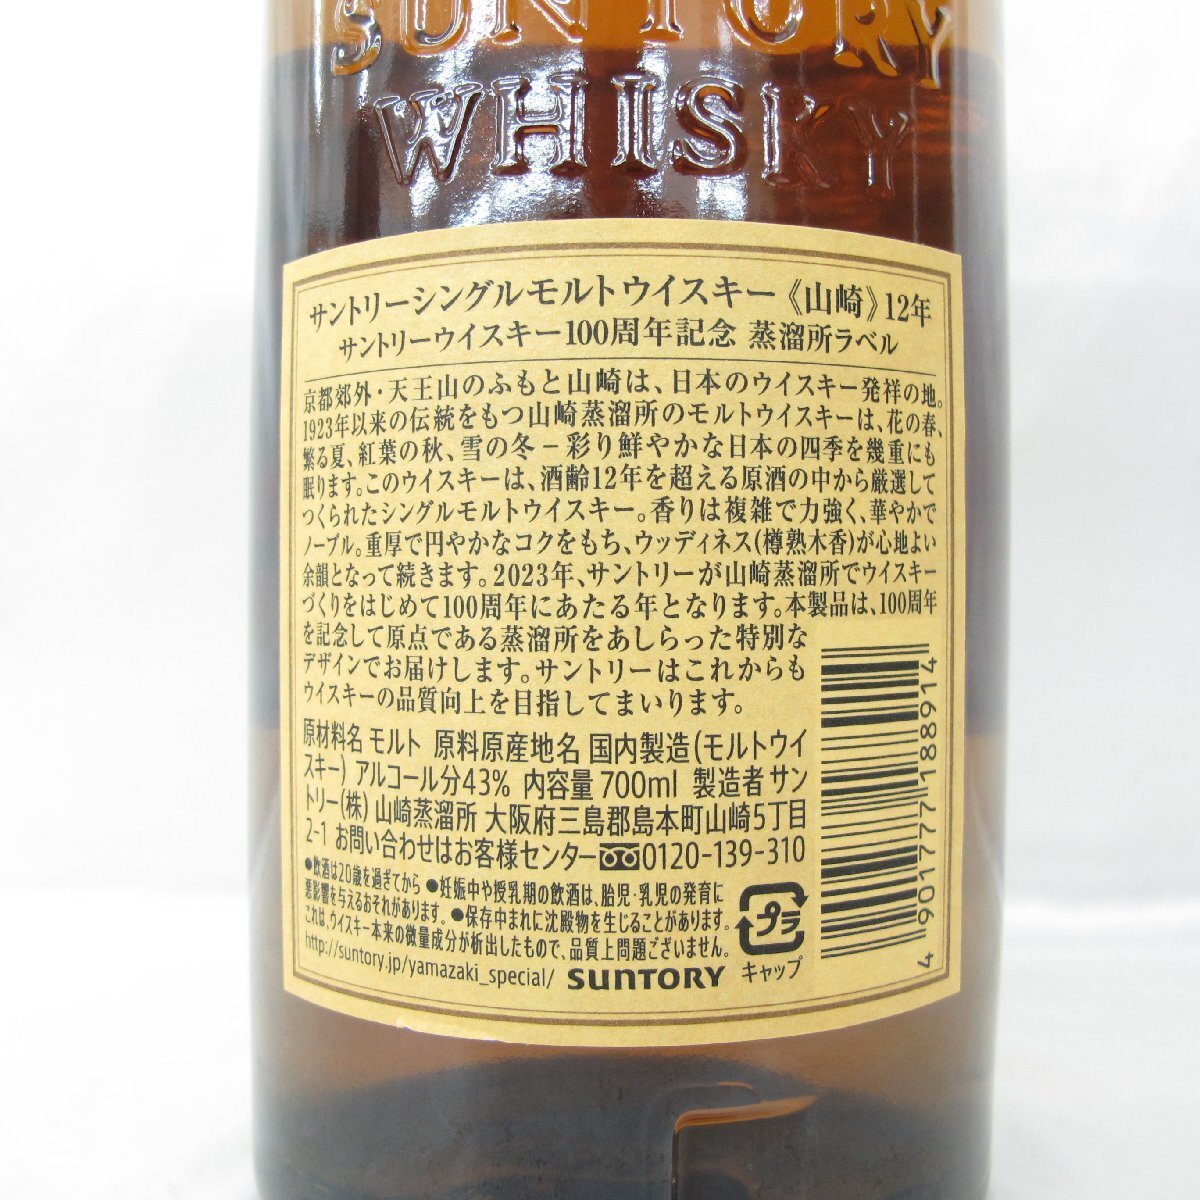 SUNTORY
WHISKY
サントリーシングルモルトウイスキー《山崎》12年
サントリーウイスキー100周年記念 蒸溜所ラベル
京都郊外・天王山のふもと山崎は、日本のウイスキー発祥の地。
1923年以来の伝統をもつ山崎蒸溜所のモルトウイスキーは、花の春、
繁る夏、紅葉の秋、雪の冬－彩り鮮やかな日本の四季を幾重にも
眠ります。このウイスキーは、酒齢12年を超える原酒の中から厳選して
つくられたシングルモルトウイスキー。香りは複雑で力強く、華やかで
ノーブル。重厚で円やかなコクをもち、ウッディネス(樽熟木香)が心地よい
余韻となって続きます。2023年、サントリーが山崎蒸溜所でウイスキー
づくりをはじめて100周年にあたる年となります。本製品は、100周年
を記念して原点である蒸溜所をあしらった特別な
デザインでお届けします。サントリーはこれからも
ウイスキーの品質向上を目指してまいります。
原材料名 モルト 原料原産地名 国内製造(モルトウイ
スキー) アルコール分43% 内容量700ml 製造者 サン
トリー(株) 山崎蒸溜所 大阪府三島郡島本町山崎5丁目
2-1 お問い合わせはお客様センター 0120-139-310
●飲酒は20歳を過ぎてから ●妊娠中や授乳期の飲酒は、胎児・乳児の発育に
悪影響を与えるおそれがあります。 ●保存中まれに沈殿物を生じることがあります。
これは、ウイスキー本来の微量成分が析出したもので、品質上問題ございません。
http://suntory.jp/yamazaki_special/ SUNTORY
プラ
キャップ
4 901777 188914